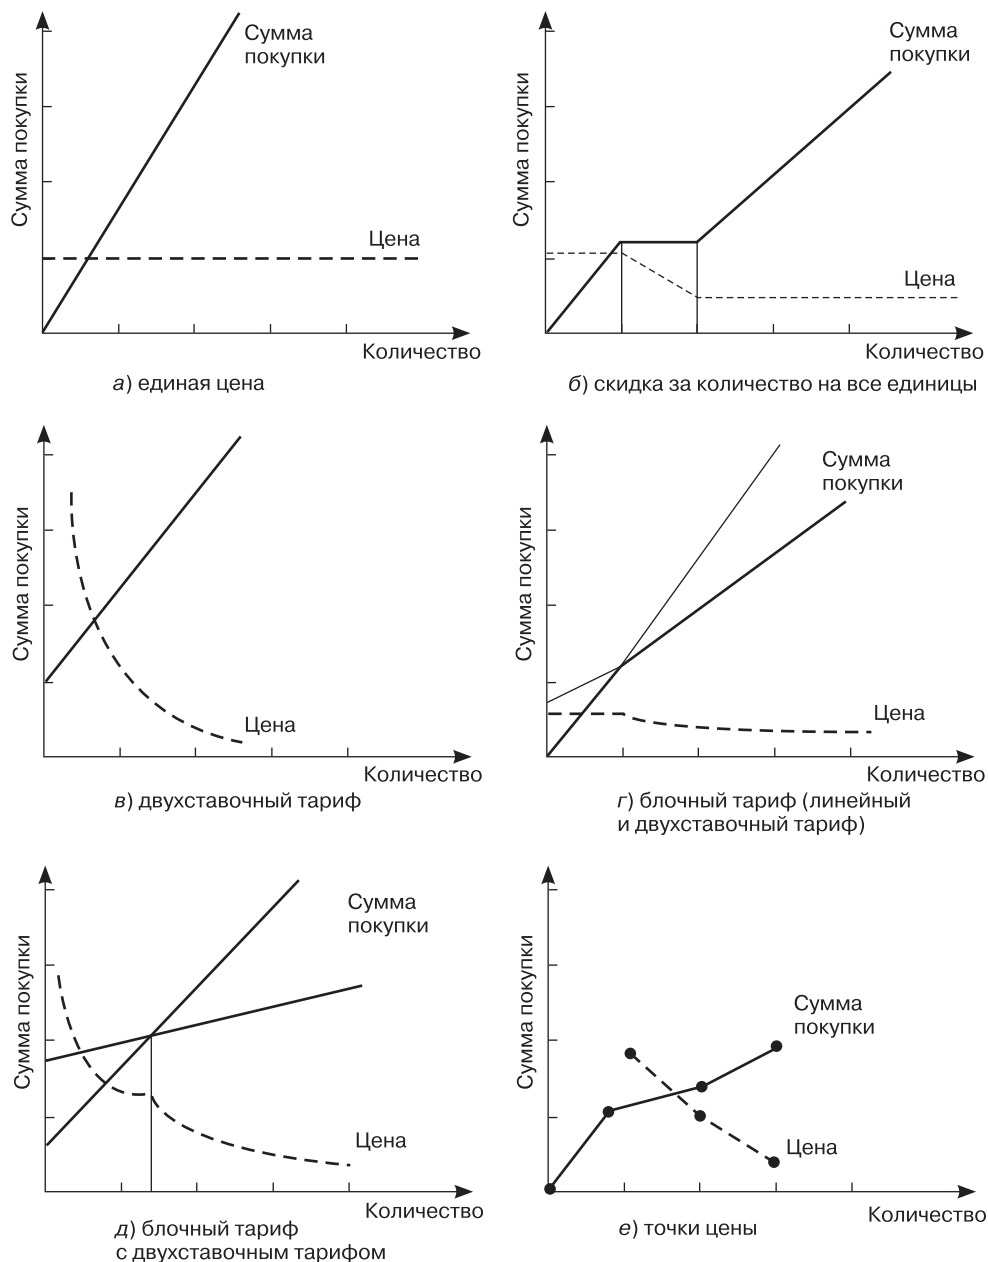 Сумма покупки
Сумма
покупки
Цена
Количество
а) единая цена
Сумма покупки
Сумма
покупки
Цена
Количество
б) скидка за количество на все единицы
Сумма покупки
Цена
Количество
в) двухставочный тариф
Сумма покупки
Сумма
покупки
Цена
Количество
г) блочный тариф (линейный
и двухставочный тариф)
Сумма покупки
Сумма
покупки
Цена
Количество
д) блочный тариф
с двухставочным тарифом
Сумма покупки
Сумма
покупки
Цена
Количество
е) точки цены